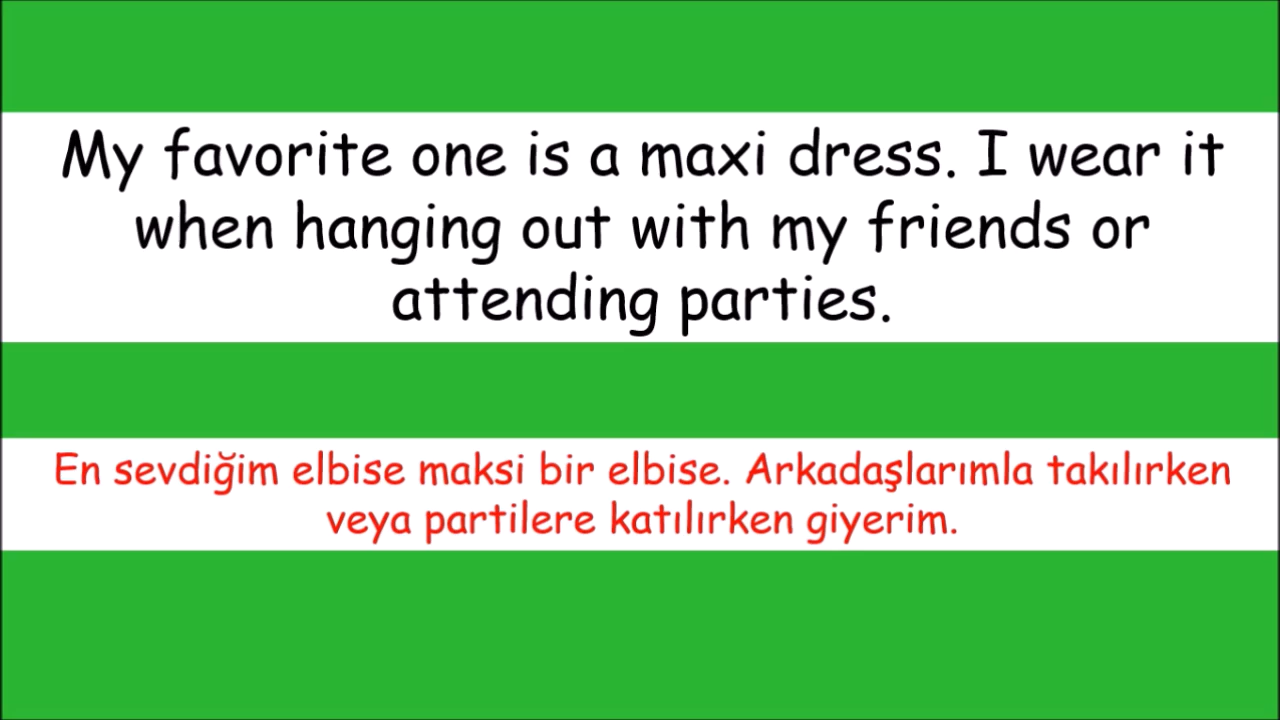 My favorite one is a maxi dress. I wear it
when hanging out with my friends or
attending parties.
En sevdiğim elbise maksi bir elbise. Arkadaşlarımla takılırken
veya partilere katılırken giyerim.